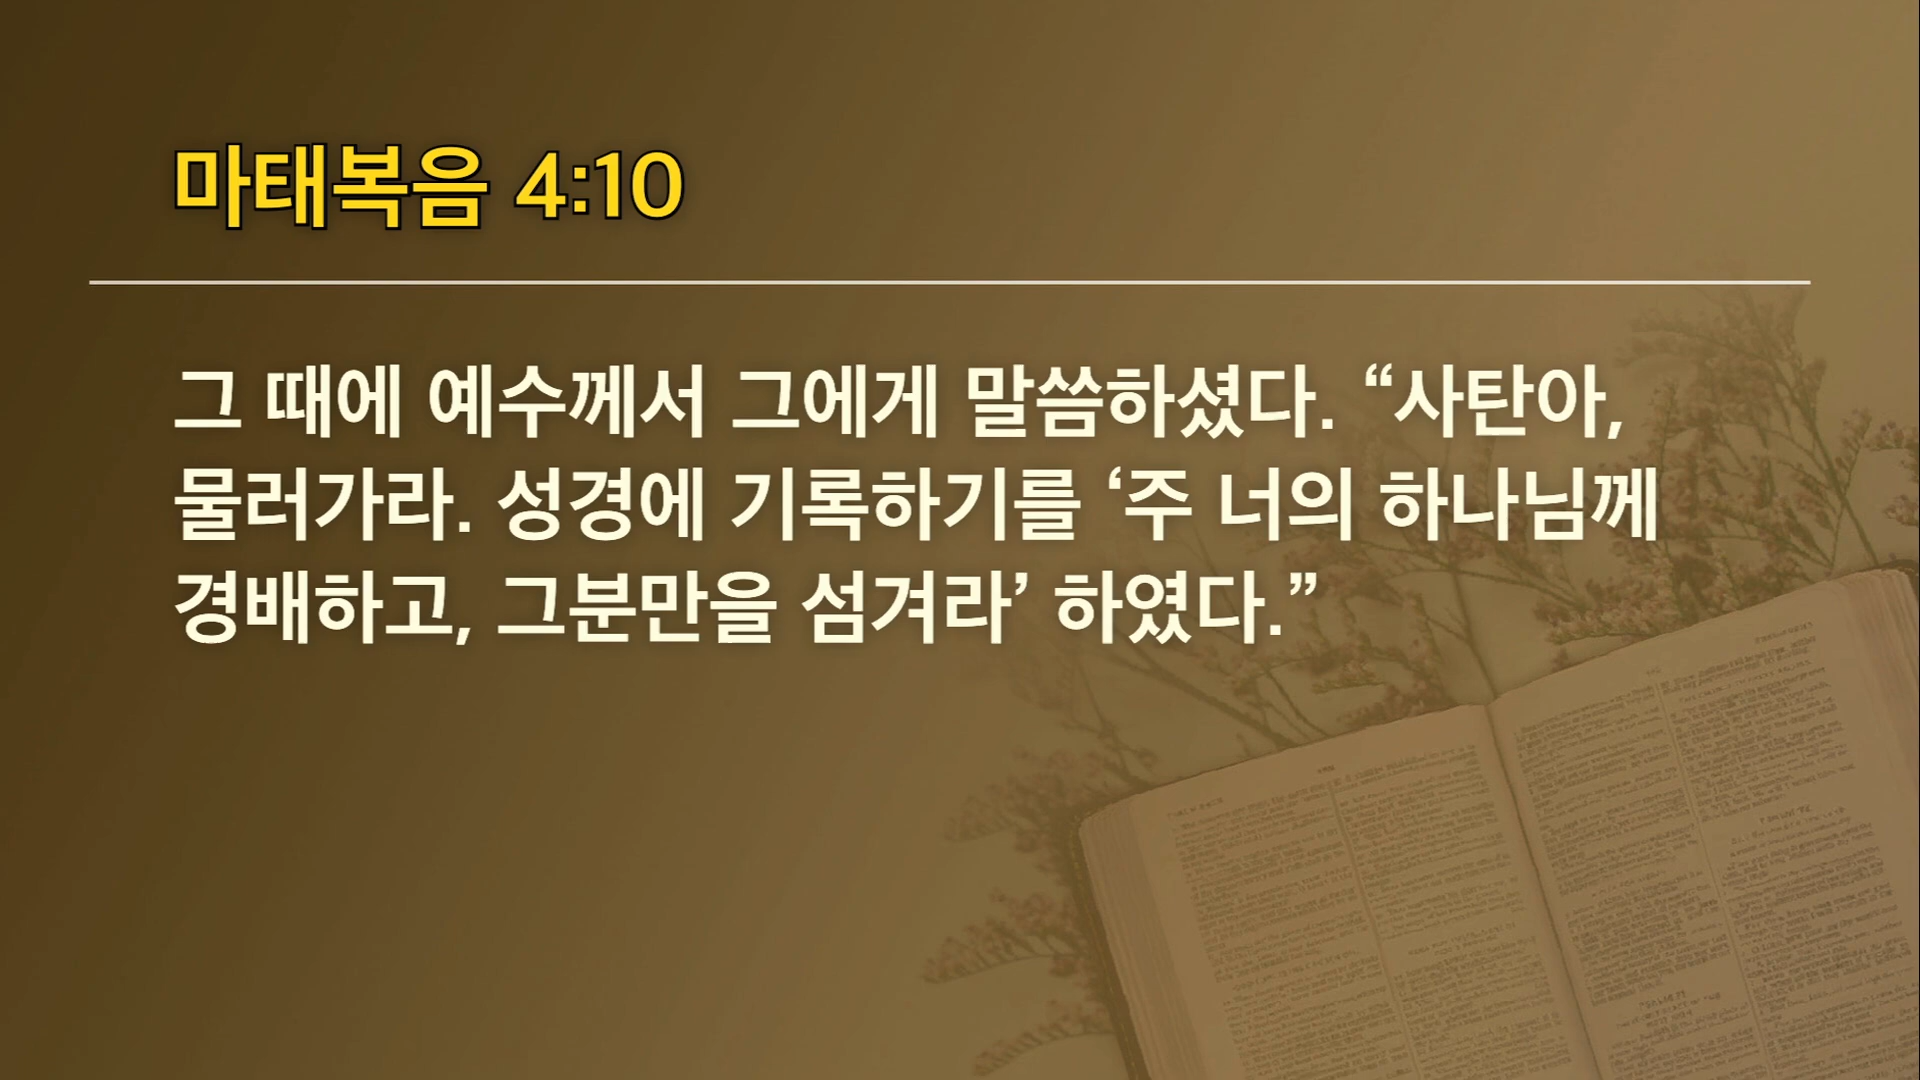 마태복음 4:10
그 때에 예수께서 그에게 말씀하셨다. “사탄아,
물러가라. 성경에 기록하기를 ‘주 너의 하나님께
경배하고, 그분만을 섬겨라’ 하였다.”